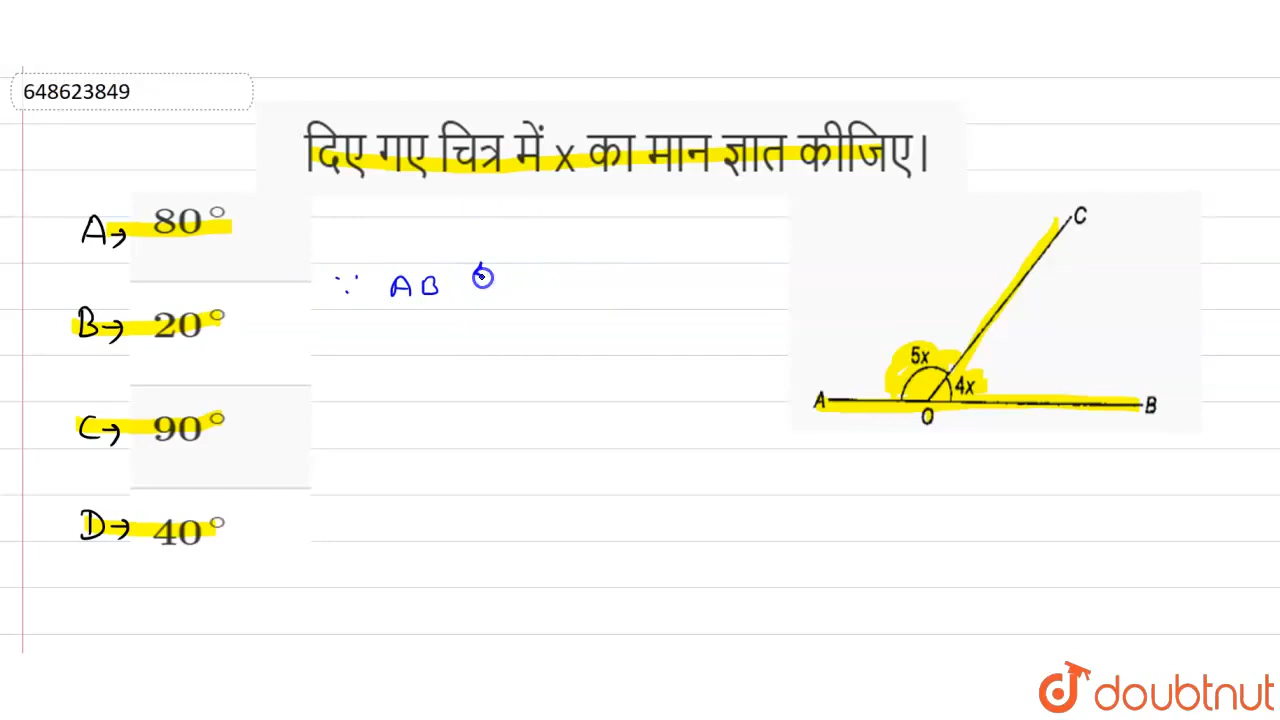 648623849
दिए गए चित्र में x का मान ज्ञात कीजिए।
A→ 80°
B→ 20°
C→ 90°
D→ 40°
∵ AB
C
5x
4x
A
O
B
doubtnut